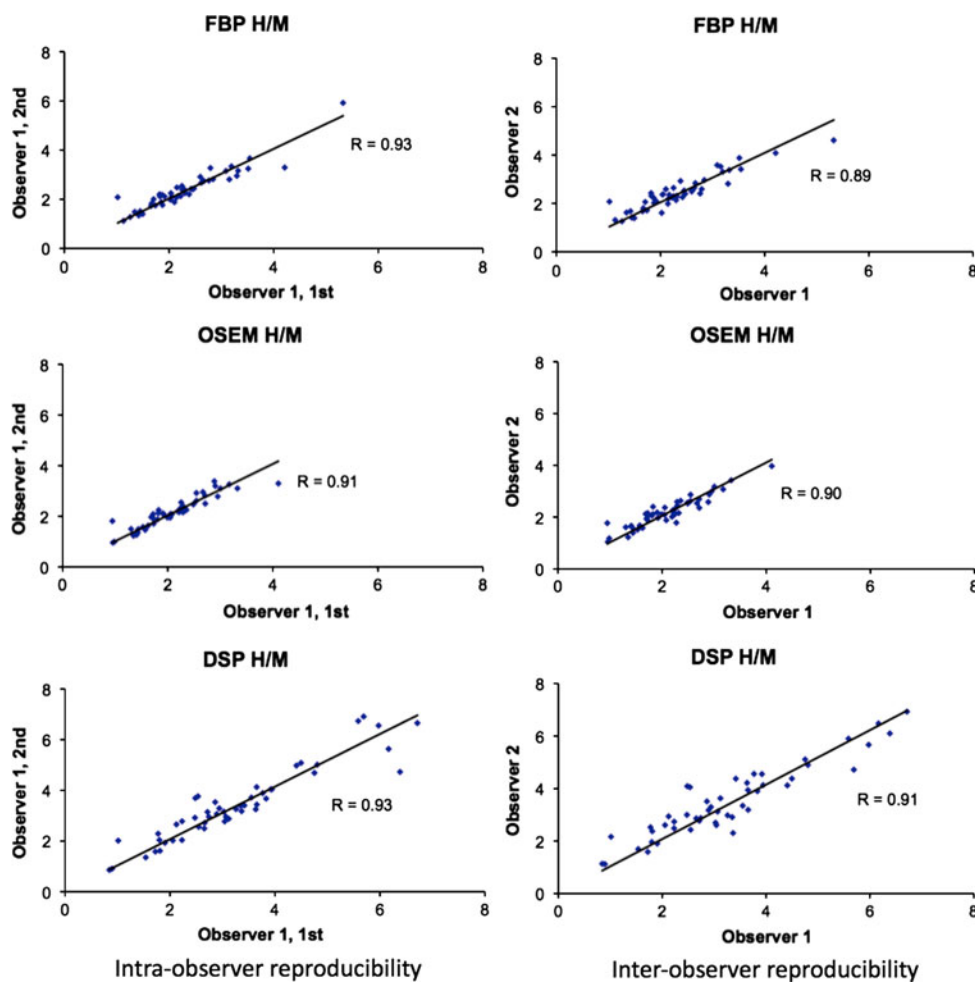 FBP H/M
8
6
4
2
0
0 2 4 6 8
Observer 1, 2nd
Observer 1, 1st
R = 0.93
FBP H/M
8
6
4
2
0
0 2 4 6 8
Observer 2
Observer 1
R = 0.89
OSEM H/M
8
6
4
2
0
0 2 4 6 8
Observer 1, 2nd
Observer 1, 1st
R = 0.91
OSEM H/M
8
6
4
2
0
0 2 4 6 8
Observer 2
Observer 1
R = 0.90
DSP H/M
8
6
4
2
0
0 2 4 6 8
Observer 1, 2nd
Observer 1, 1st
R = 0.93
DSP H/M
8
6
4
2
0
0 2 4 6 8
Observer 2
Observer 1
R = 0.91
Intra-observer reproducibility
Inter-observer reproducibility